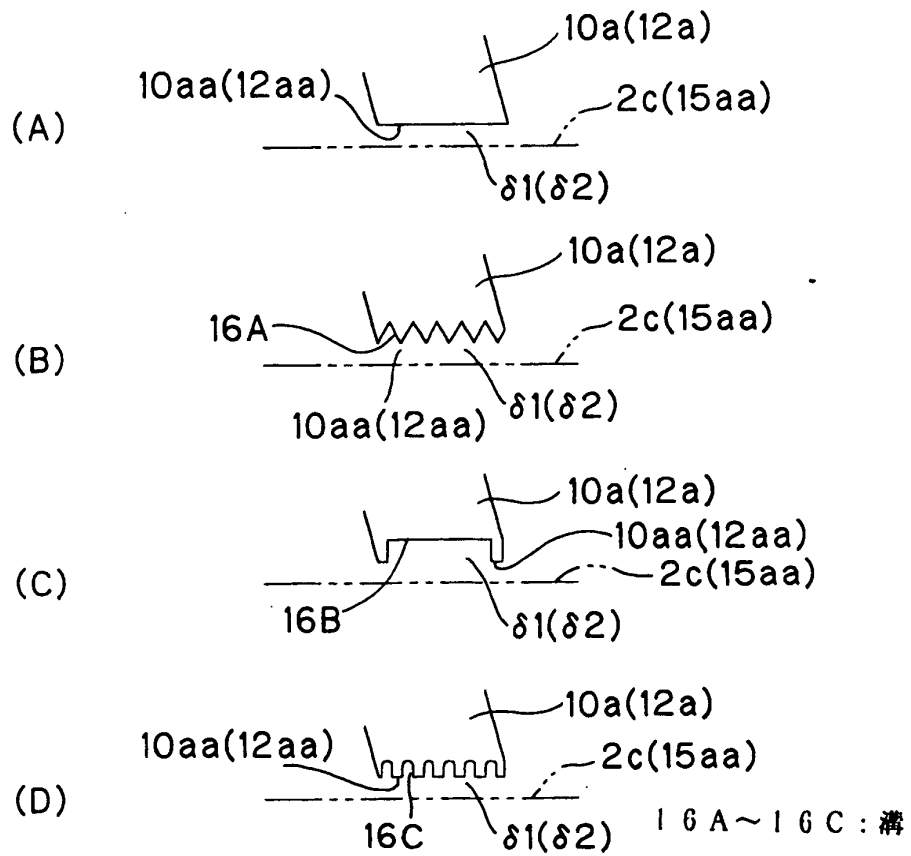 10a(12a)
10aa(12aa)
2c(15aa)
(A)
δ1(δ2)
10a(12a)
16A
2c(15aa)
(B)
10aa(12aa)
δ1(δ2)
10a(12a)
10aa(12aa)
(C)
2c(15aa)
16B
δ1(δ2)
10a(12a)
10aa(12aa)
2c(15aa)
(D)
16C
δ1(δ2)
16A～16C：溝